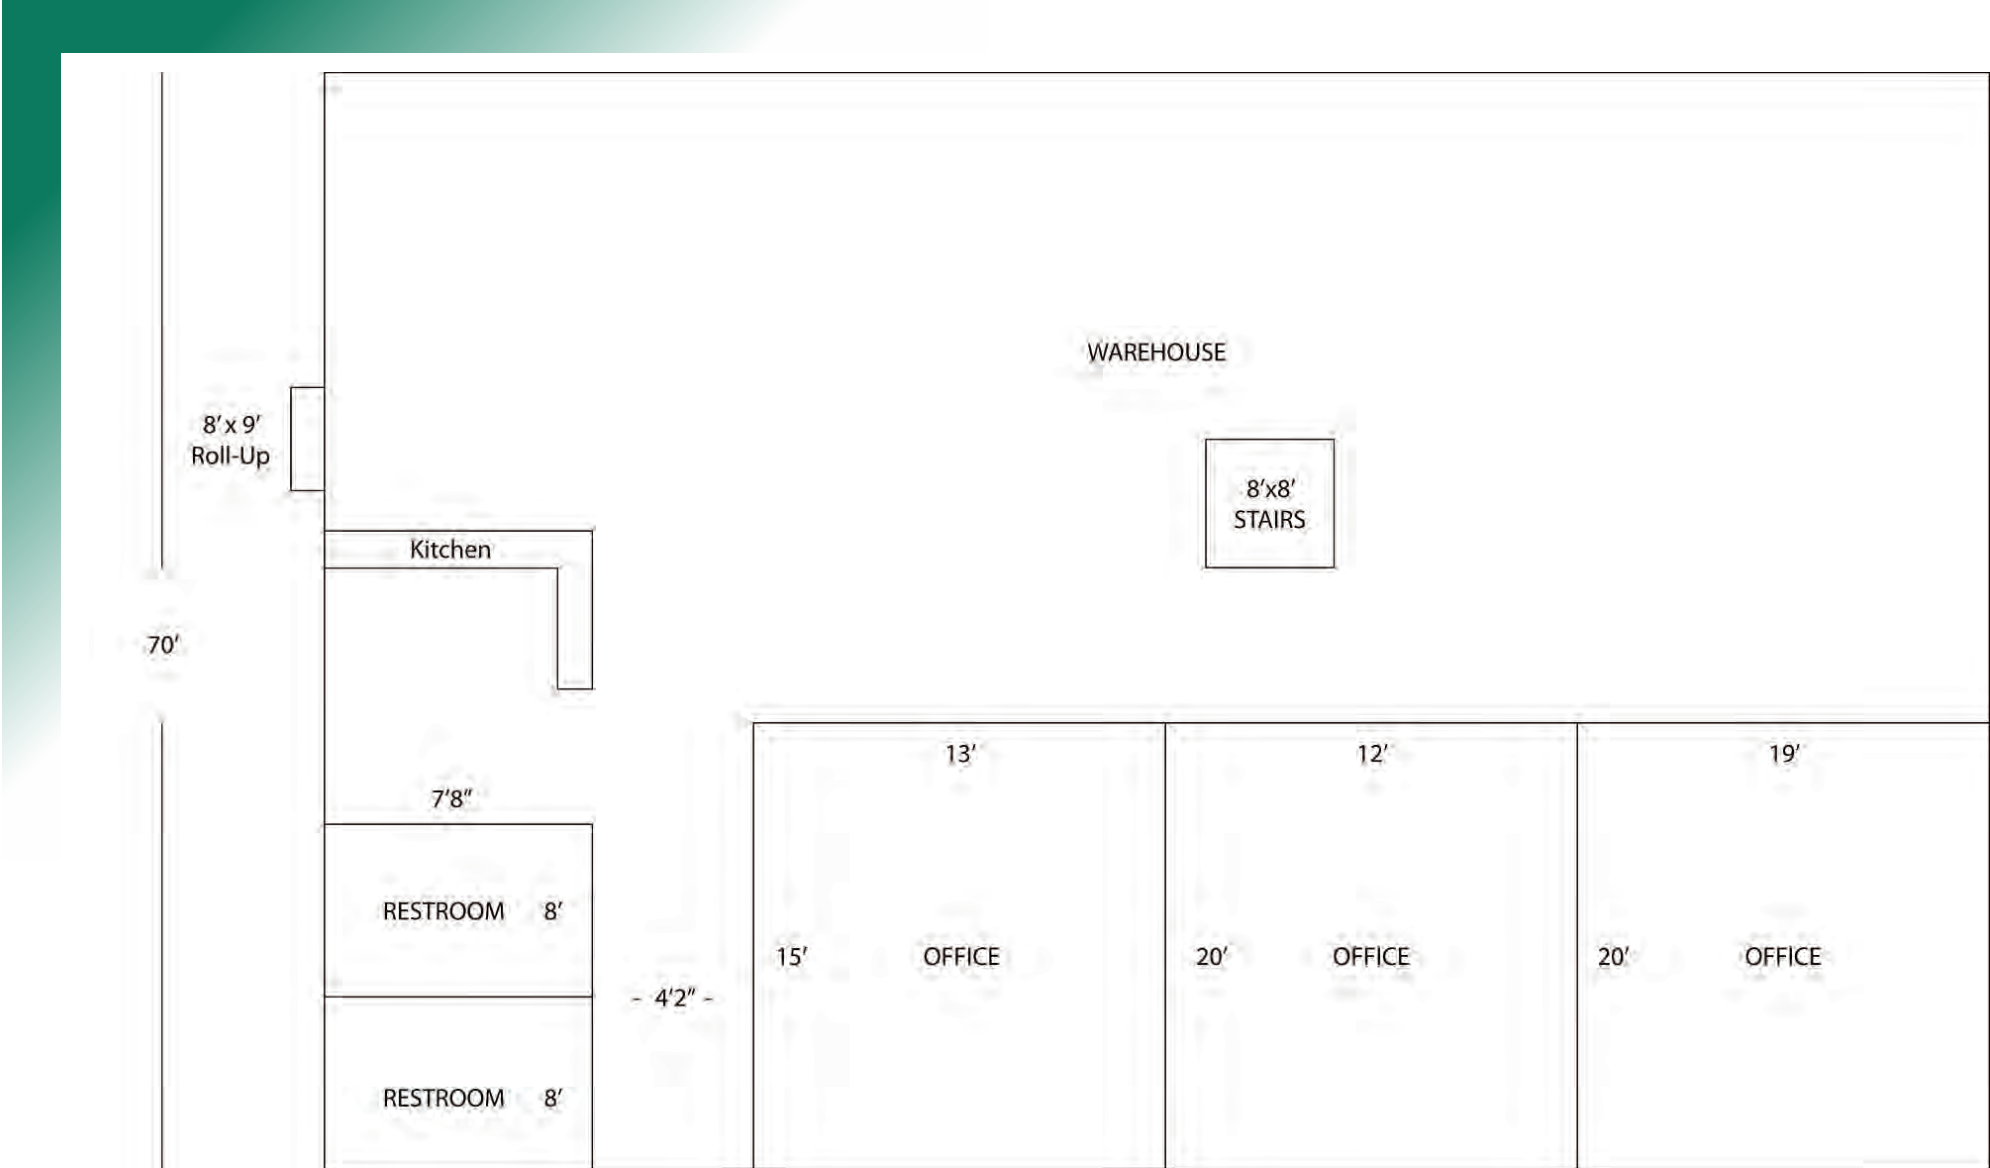 WAREHOUSE
8’ x 9’
Roll-Up
8’x8’
STAIRS
Kitchen
70’
13’
12’
19’
7’8”
RESTROOM 8’
15’ OFFICE
20’ OFFICE
20’ OFFICE
- 4’2” -
RESTROOM 8’